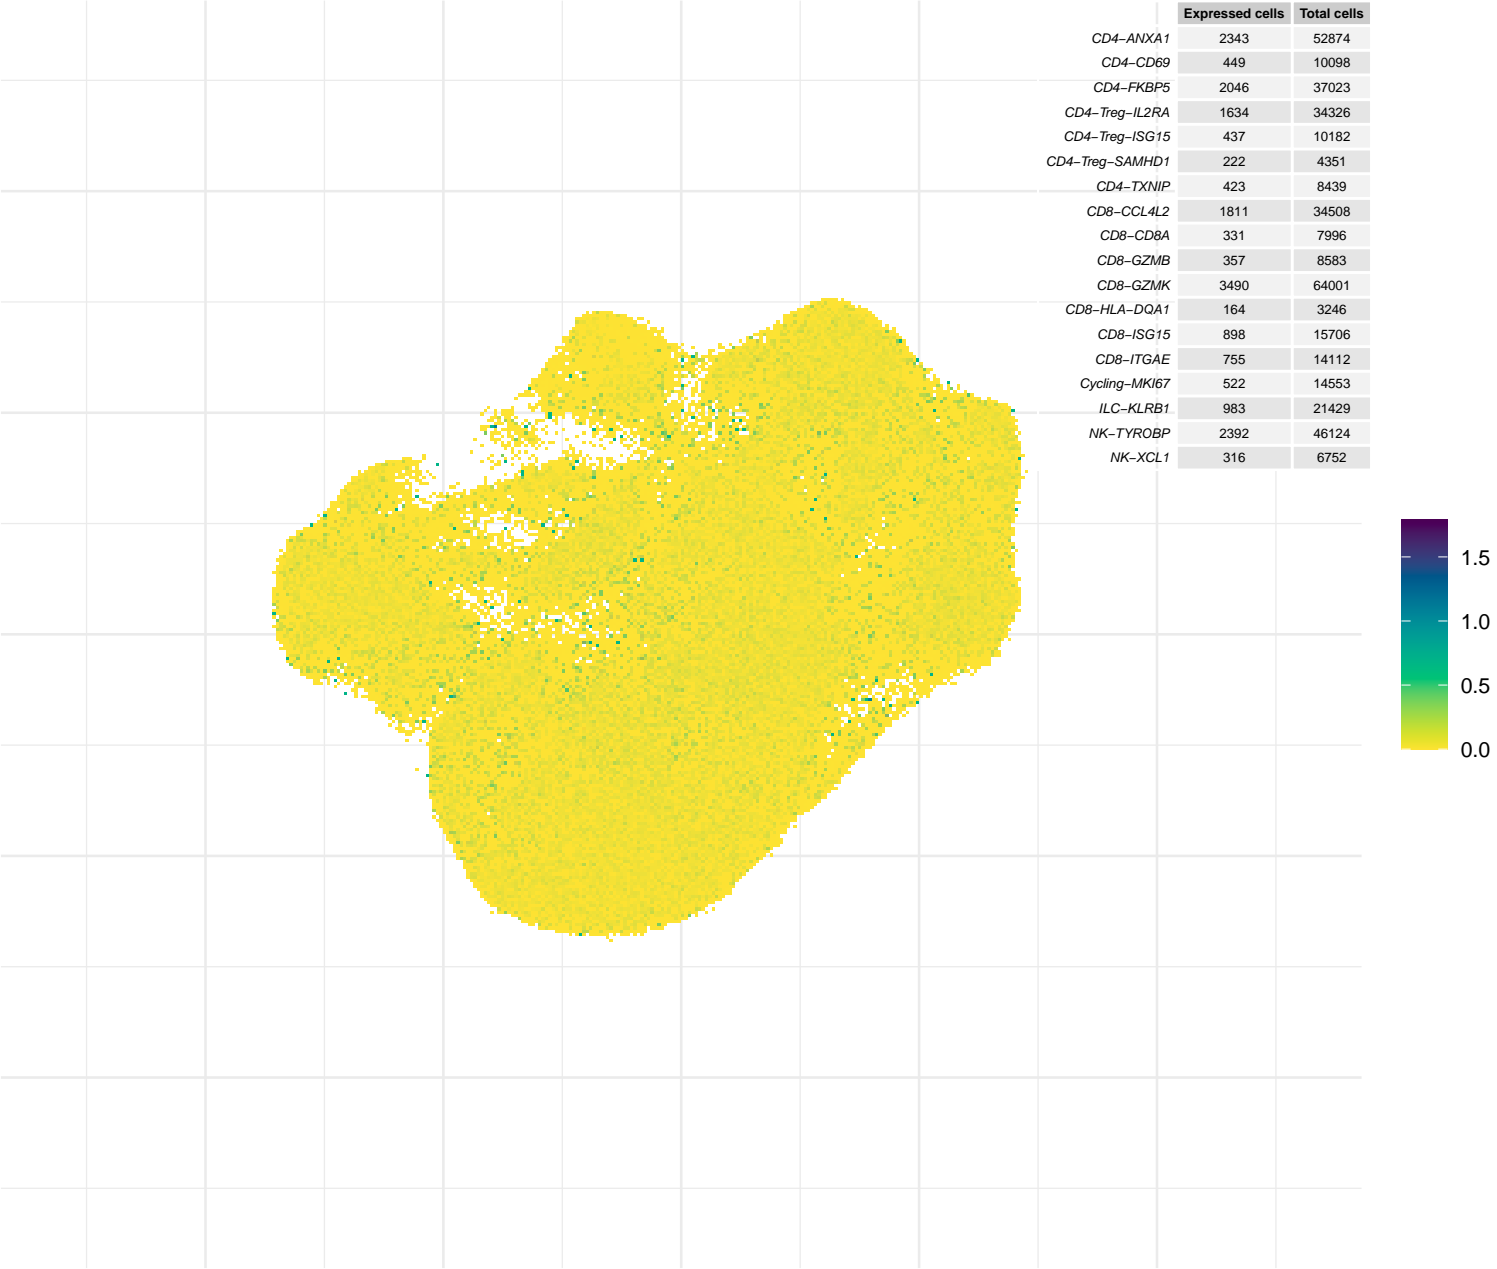 Expressed cells Total cells
CD4−ANXA1 2343 52874
CD4−CD69 449 10098
CD4−FKBP5 2046 37023
CD4−Treg−IL2RA 1634 34326
CD4−Treg−ISG15 437 10182
CD4−Treg−SAMHD1 222 4351
CD4−TXNIP 423 8439
CD8−CCL4L2 1811 34508
CD8−CD8A 331 7996
CD8−GZMB 357 8583
CD8−GZMK 3490 64001
CD8−HLA−DQA1 164 3246
CD8−ISG15 898 15706
CD8−ITGAE 755 14112
Cycling−MKI67 522 14553
ILC−KLRB1 983 21429
NK−TYROBP 2392 46124
NK−XCL1 316 6752
1.5
1.0
0.5
0.0